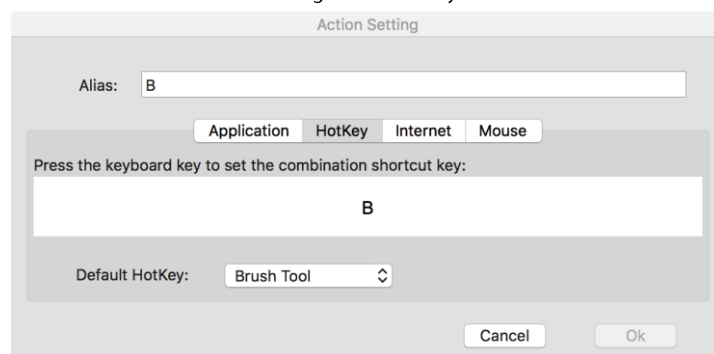 Action Setting
Alias: B
Application HotKey Internet Mouse
Press the keyboard key to set the combination shortcut key:
B
Default HotKey: Brush Tool
Cancel Ok